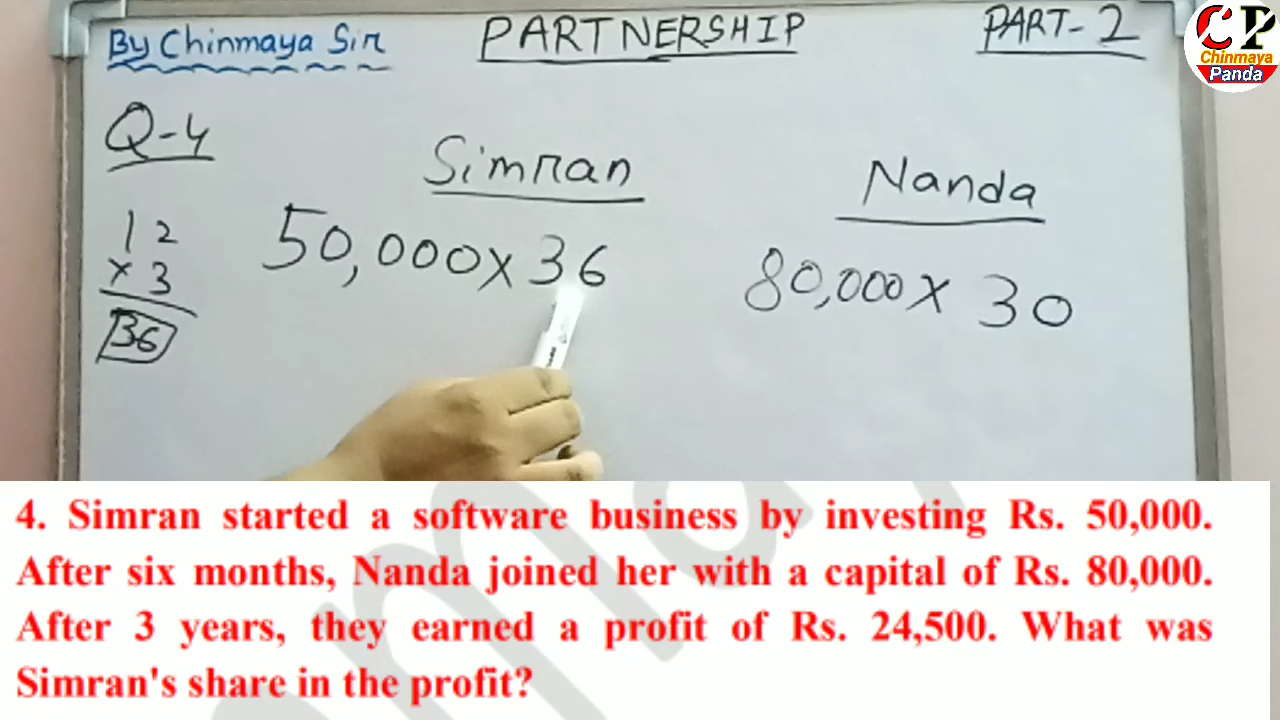 By Chinmaya Sir
PARTNERSHIP
PART-2
CP
Chinmaya
Panda
Q-4
Simran
Nanda
12
× 3
36
50,000 × 36
80,000 × 30
4. Simran started a software business by investing Rs. 50,000.
After six months, Nanda joined her with a capital of Rs. 80,000.
After 3 years, they earned a profit of Rs. 24,500. What was
Simran's share in the profit?